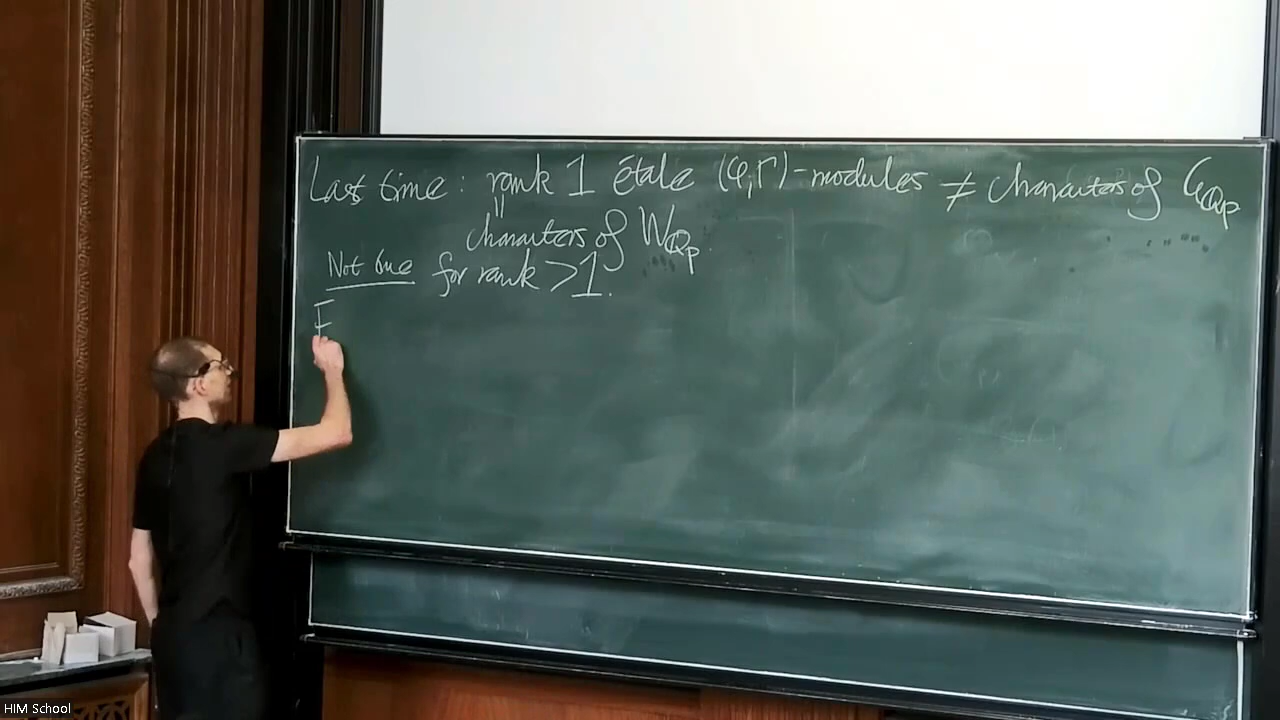 Last time : rank 1 étale (φ,Γ)-modules ≠ characters of G_Qp
||
characters of W_Qp.
Not true for rank >1.
F
HIM School